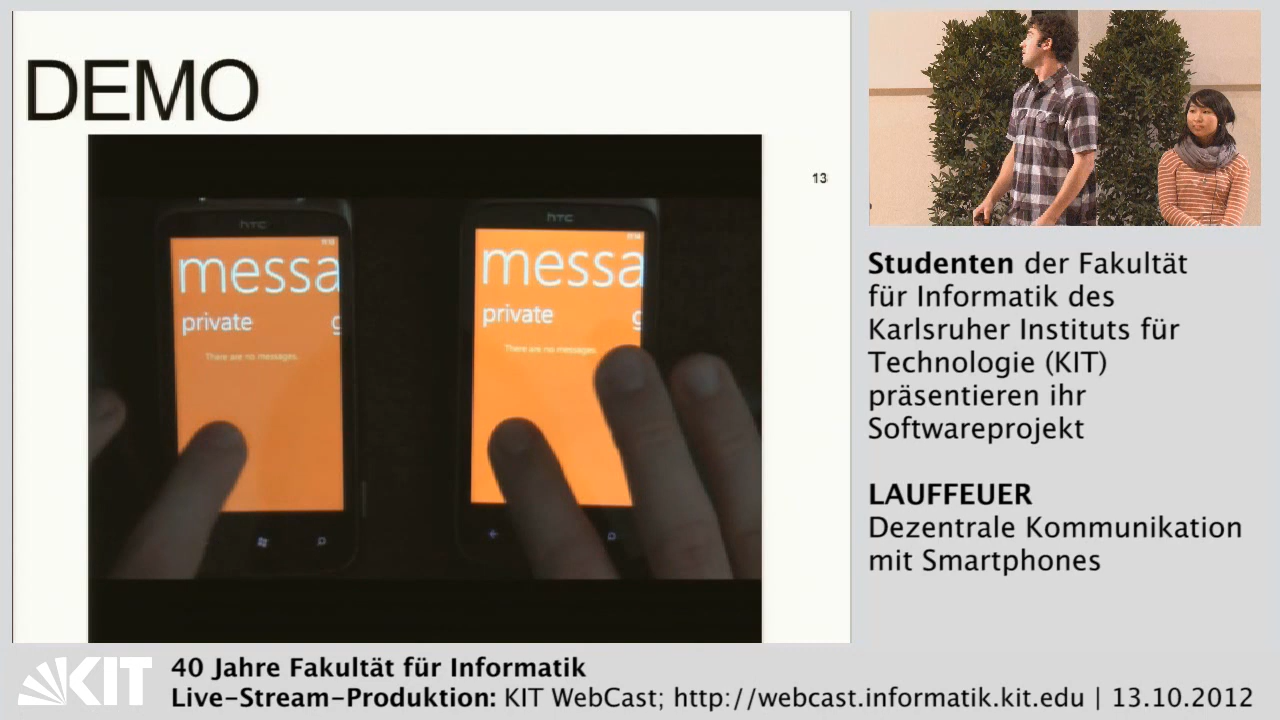 DEMO
13
htc
htc
messa
messa
private
g
private
g
There are no messages.
There are no messages.
Studenten der Fakultät
für Informatik des
Karlsruher Instituts für
Technologie (KIT)
präsentieren ihr
Softwareprojekt
LAUFFEUER
Dezentrale Kommunikation
mit Smartphones
KIT
40 Jahre Fakultät für Informatik
Live-Stream-Produktion: KIT WebCast; http://webcast.informatik.kit.edu | 13.10.2012